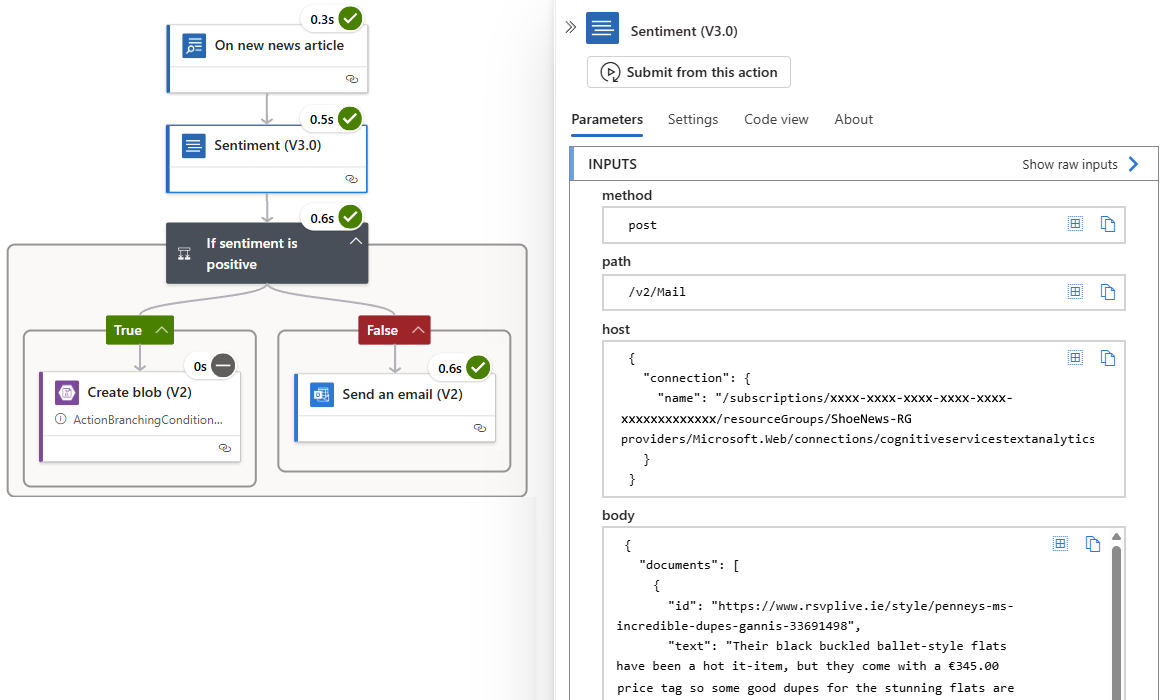 0.3s
On new news article
0.5s
Sentiment (V3.0)
0.6s
If sentiment is
positive
True
False
0s
Create blob (V2)
ActionBranchingCondition...
0.6s
Send an email (V2)
Sentiment (V3.0)
Submit from this action
Parameters Settings Code view About
INPUTS Show raw inputs
method
post
path
/v2/Mail
host
{
"connection": {
"name": "/subscriptions/xxxx-xxxx-xxxx-xxxx-xxxx-
xxxxxxxxxxxxx/resourceGroups/ShoeNews-RG
providers/Microsoft.Web/connections/cognitiveservicestextanalytics
}
}
body
{
"documents": [
{
"id": "https://www.rsvplive.ie/style/penneys-ms-
incredible-dupes-gannis-33691498",
"text": "Their black buckled ballet-style flats
have been a hot it-item, but they come with a €345.00
price tag so some good dupes for the stunning flats are